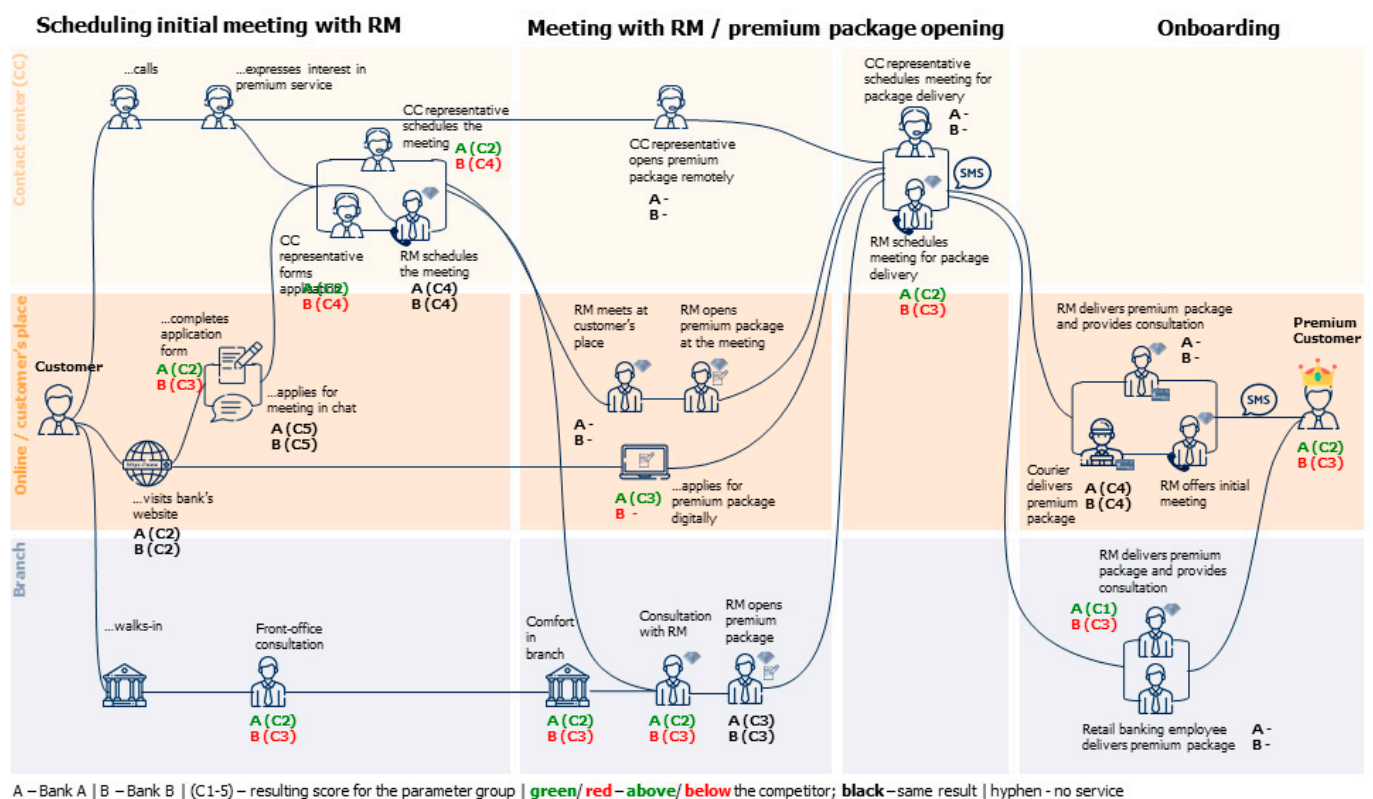 Scheduling initial meeting with RM
Meeting with RM / premium package opening
Onboarding
Contact center (CC)
...calls
...expresses interest in
premium service
CC representative
schedules the
meeting
A (C2)
B (C4)
CC
representative
forms
application
A (C2)
B (C4)
RM schedules
the meeting
A (C4)
B (C4)
CC representative
opens premium
package remotely
A -
B -
CC representative
schedules meeting for
package delivery
A -
B -
SMS
RM schedules
meeting for package
delivery
A (C2)
B (C3)
Online / customer's place
Customer
...completes
application
form
A (C2)
B (C3)
...applies for
meeting in chat
A (C5)
B (C5)
...visits bank's
website
A (C2)
B (C2)
RM meets at
customer's
place
RM opens
premium package
at the meeting
A -
B -
A (C3)
B -
...applies for
premium package
digitally
RM delivers premium package
and provides consultation
A -
B -
Premium
Customer
SMS
A (C2)
B (C3)
Courier
delivers
premium
package
A (C4)
B (C4)
RM offers initial
meeting
Branch
...walks-in
Front-office
consultation
A (C2)
B (C3)
Comfort
in
branch
A (C2)
B (C3)
Consultation
with RM
A (C2)
B (C3)
RM opens
premium
package
A (C3)
B (C3)
RM delivers premium
package and provides
consultation
A (C1)
B (C3)
Retail banking employee
delivers premium package
A -
B -
A – Bank A | B – Bank B | (C1-5) – resulting score for the parameter group | green/ red – above/ below the competitor; black – same result | hyphen - no service